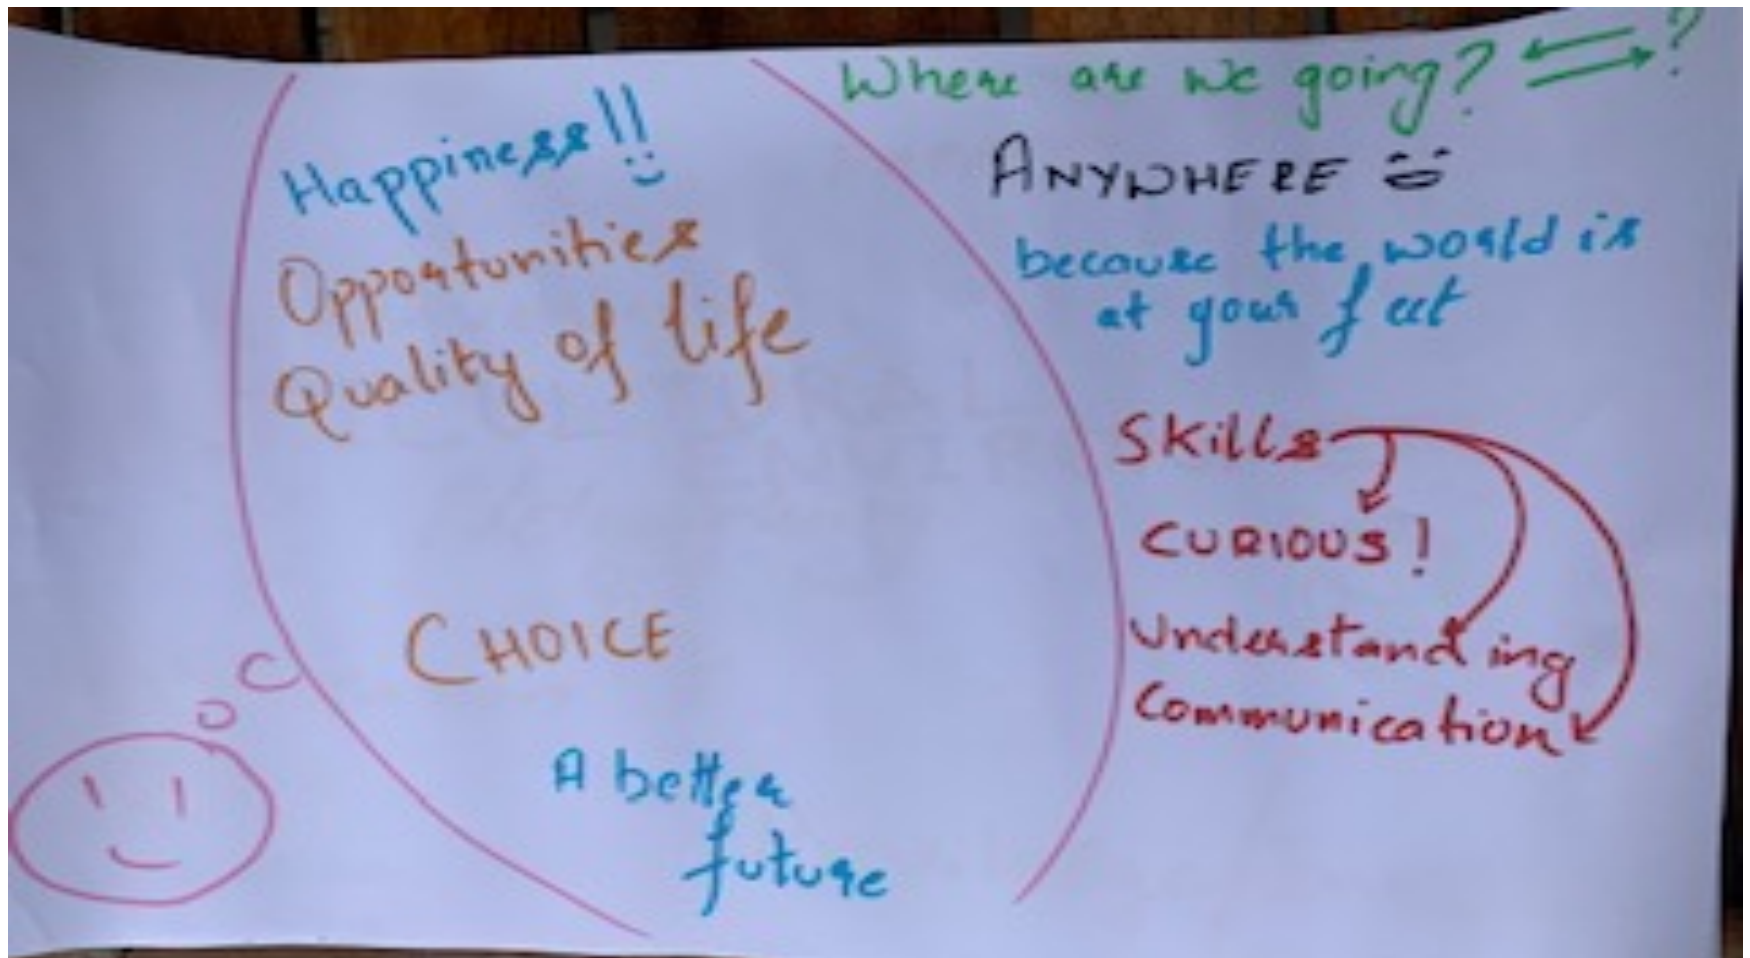 Happiness!!
Opportunities
Quality of life
CHOICE
A better
future
Where are we going? ?
ANYWHERE
because the world is
at your feet
Skills
CURIOUS!
Understanding
Communication